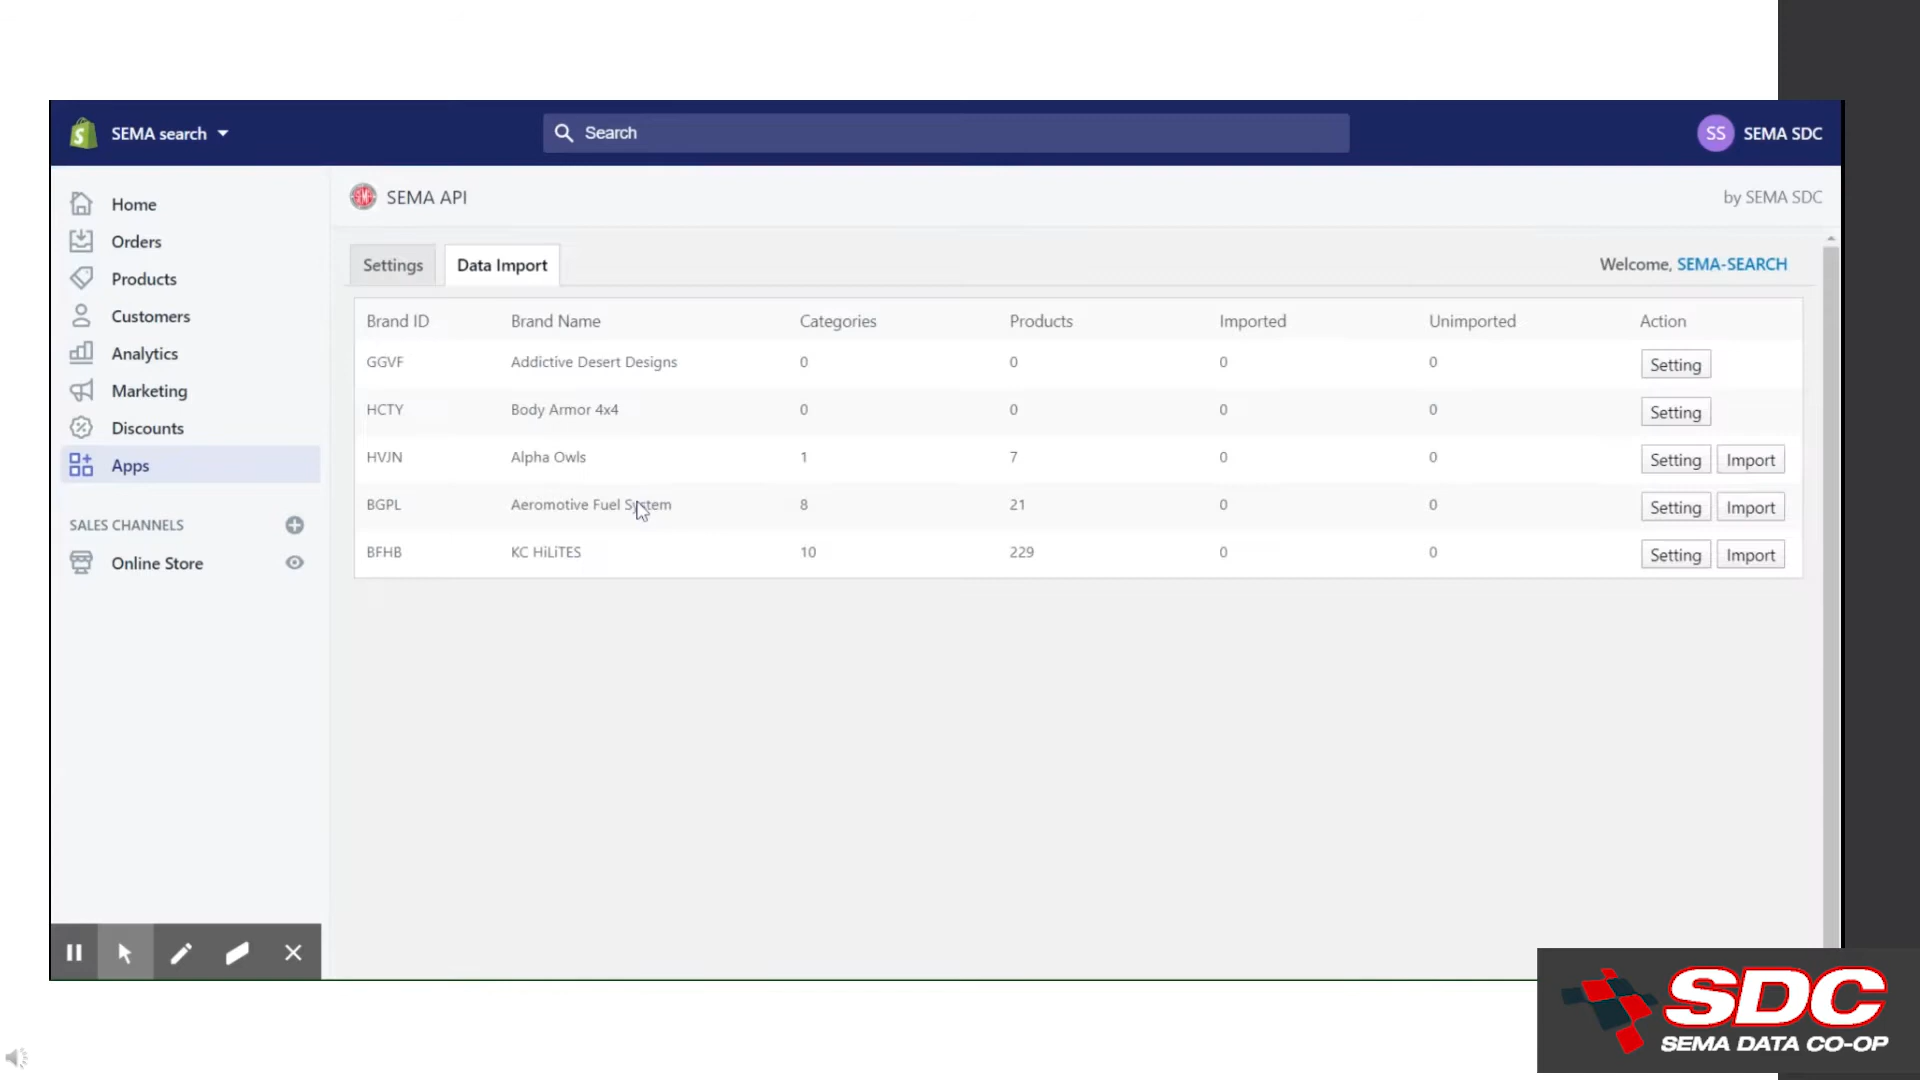 SEMA search
Search
SS SEMA SDC
Home
Orders
Products
Customers
Analytics
Marketing
Discounts
Apps
SALES CHANNELS
Online Store
SEMA API
by SEMA SDC
Settings Data Import
Welcome, SEMA-SEARCH
Brand ID Brand Name Categories Products Imported Unimported Action
GGVF Addictive Desert Designs 0 0 0 0 Setting
HCTY Body Armor 4x4 0 0 0 0 Setting
HVJN Alpha Owls 1 7 0 0 Setting Import
BGPL Aeromotive Fuel System 8 21 0 0 Setting Import
BFHB KC HiLiTES 10 229 0 0 Setting Import
SDC
SEMA DATA CO-OP